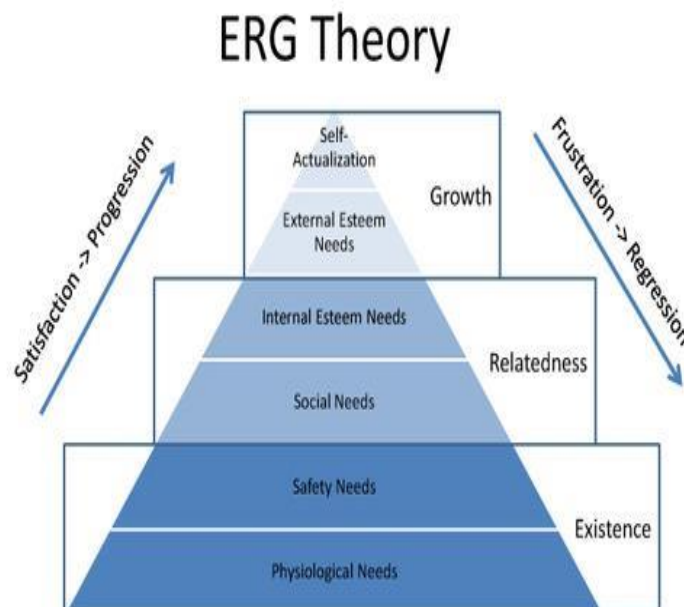 ERG Theory
Satisfaction -> Progression
Frustration -> Regression
Self-
Actualization
Growth
External Esteem
Needs
Internal Esteem Needs
Relatedness
Social Needs
Safety Needs
Existence
Physiological Needs